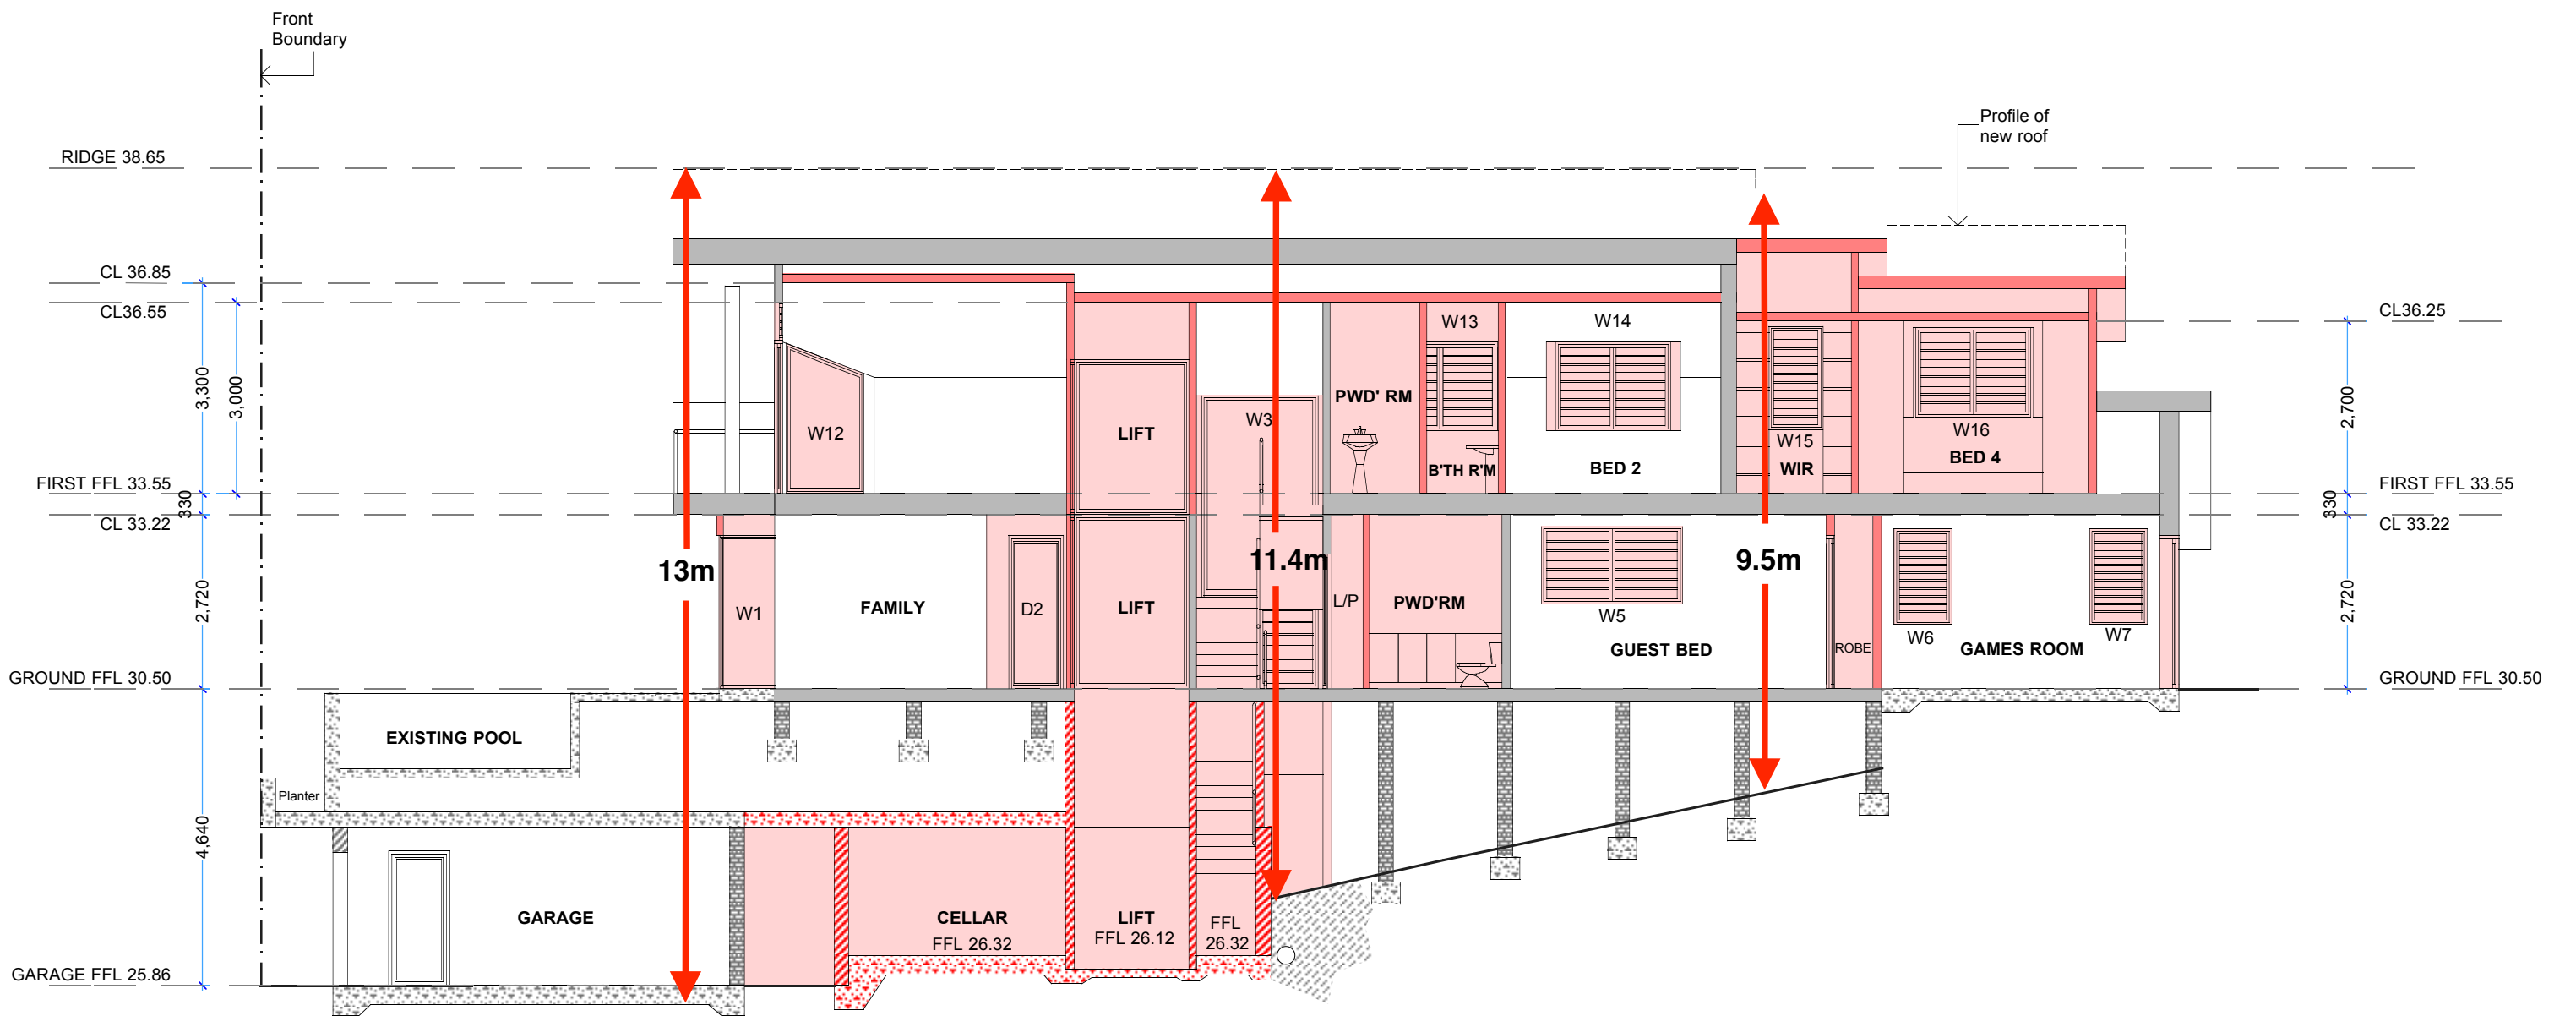 Front
Boundary
Profile of
new roof
RIDGE 38.65
CL 36.85
CL36.55
CL36.25
3,300
3,000
2,700
W13
W14
PWD' RM
W12
LIFT
W3
W15
W16
B'TH R'M
BED 2
WIR
BED 4
FIRST FFL 33.55
FIRST FFL 33.55
330
330
CL 33.22
CL 33.22
13m
11.4m
9.5m
2,720
2,720
W1
FAMILY
D2
LIFT
L/P
PWD'RM
W5
GUEST BED
ROBE
W6
GAMES ROOM
W7
GROUND FFL 30.50
GROUND FFL 30.50
EXISTING POOL
Planter
4,640
GARAGE
CELLAR
FFL 26.32
LIFT
FFL 26.12
FFL
26.32
GARAGE FFL 25.86